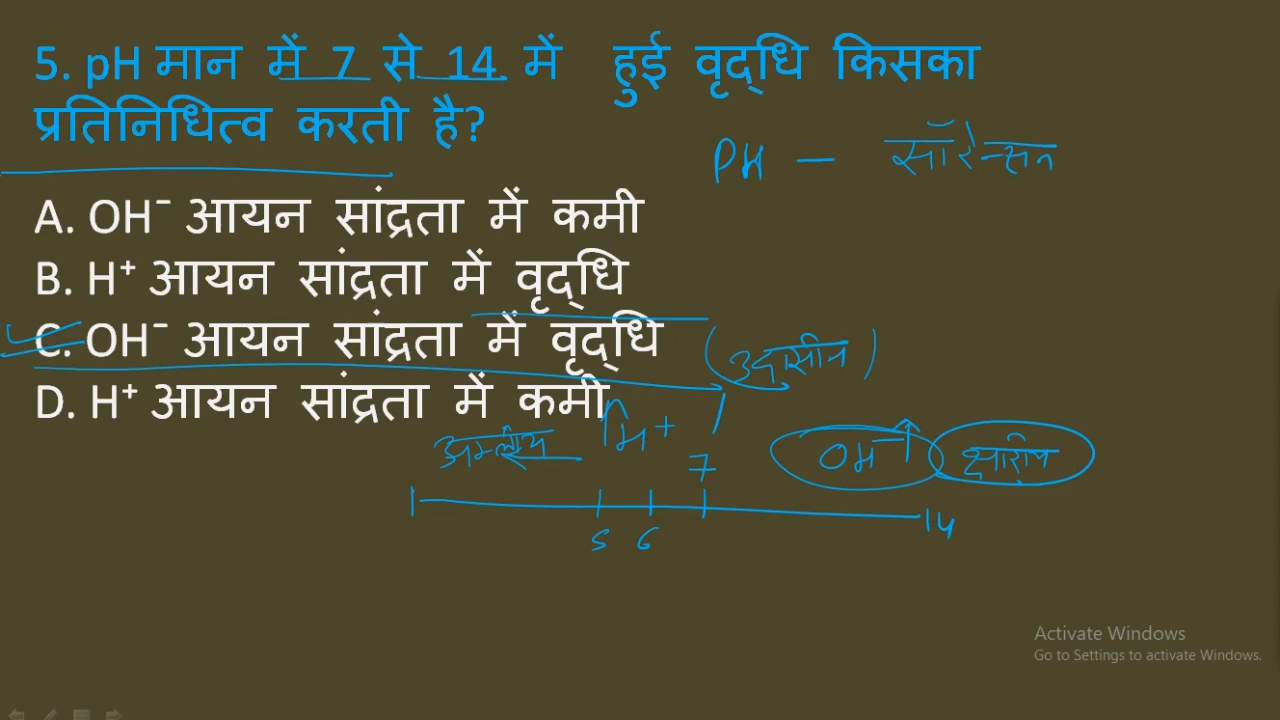 5. pH मान में 7 से 14 में हुई वृद्धि किसका
प्रतिनिधित्व करती है?
PH — सॉरेन्सन
A. OH⁻ आयन सांद्रता में कमी
B. H⁺ आयन सांद्रता में वृद्धि
C. OH⁻ आयन सांद्रता में वृद्धि
(उदासीन)
D. H⁺ आयन सांद्रता में कमी
अम्लीय H+ 7 OH⁻ क्षारीय
5 6 14
Activate Windows
Go to Settings to activate Windows.